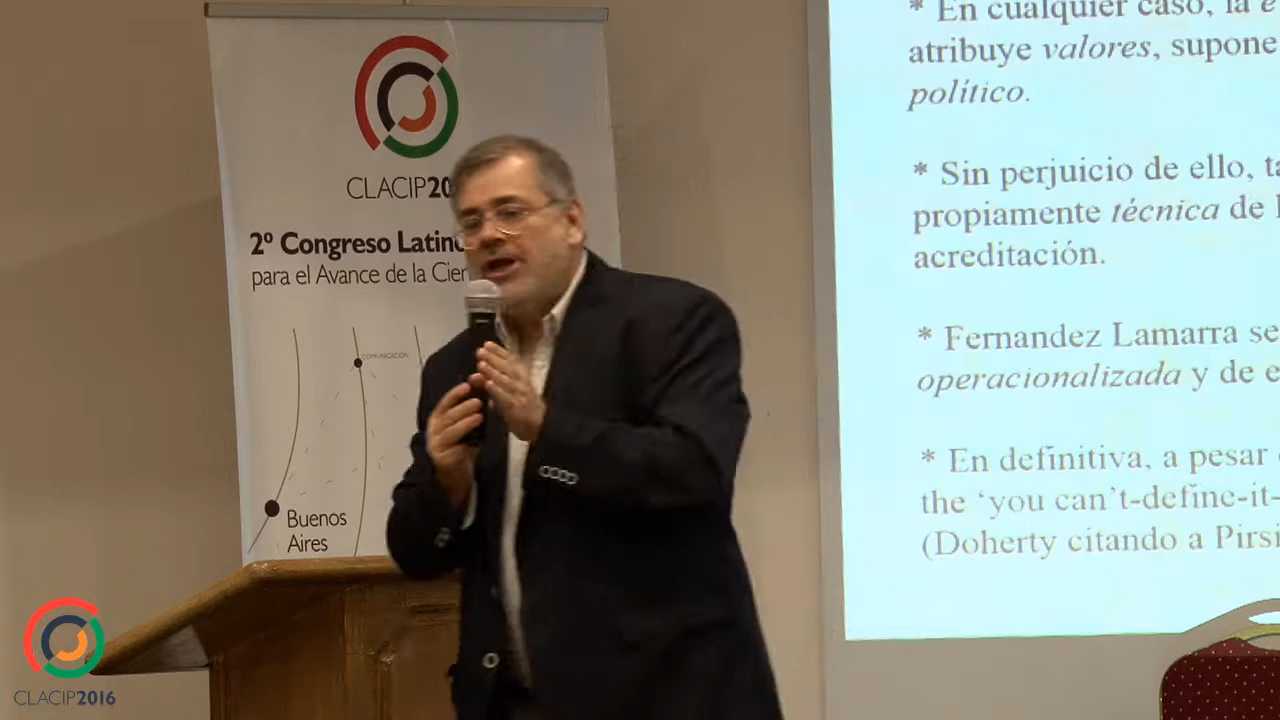 CLACIP20
2º Congreso Latino
para el Avance de la Cien
COMUNICACIÓN
Buenos
Aires
* En cualquier caso, la e
atribuye valores, supone
político.
* Sin perjuicio de ello, ta
propiamente técnica de l
acreditación.
* Fernandez Lamarra se
operacionalizada y de e
* En definitiva, a pesar
the ‘you can’t-define-it-
(Doherty citando a Pirsi
CLACIP2016